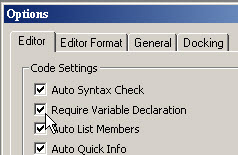 Options
Editor Editor Format General Docking
Code Settings
Auto Syntax Check
Require Variable Declaration
Auto List Members
Auto Quick Info